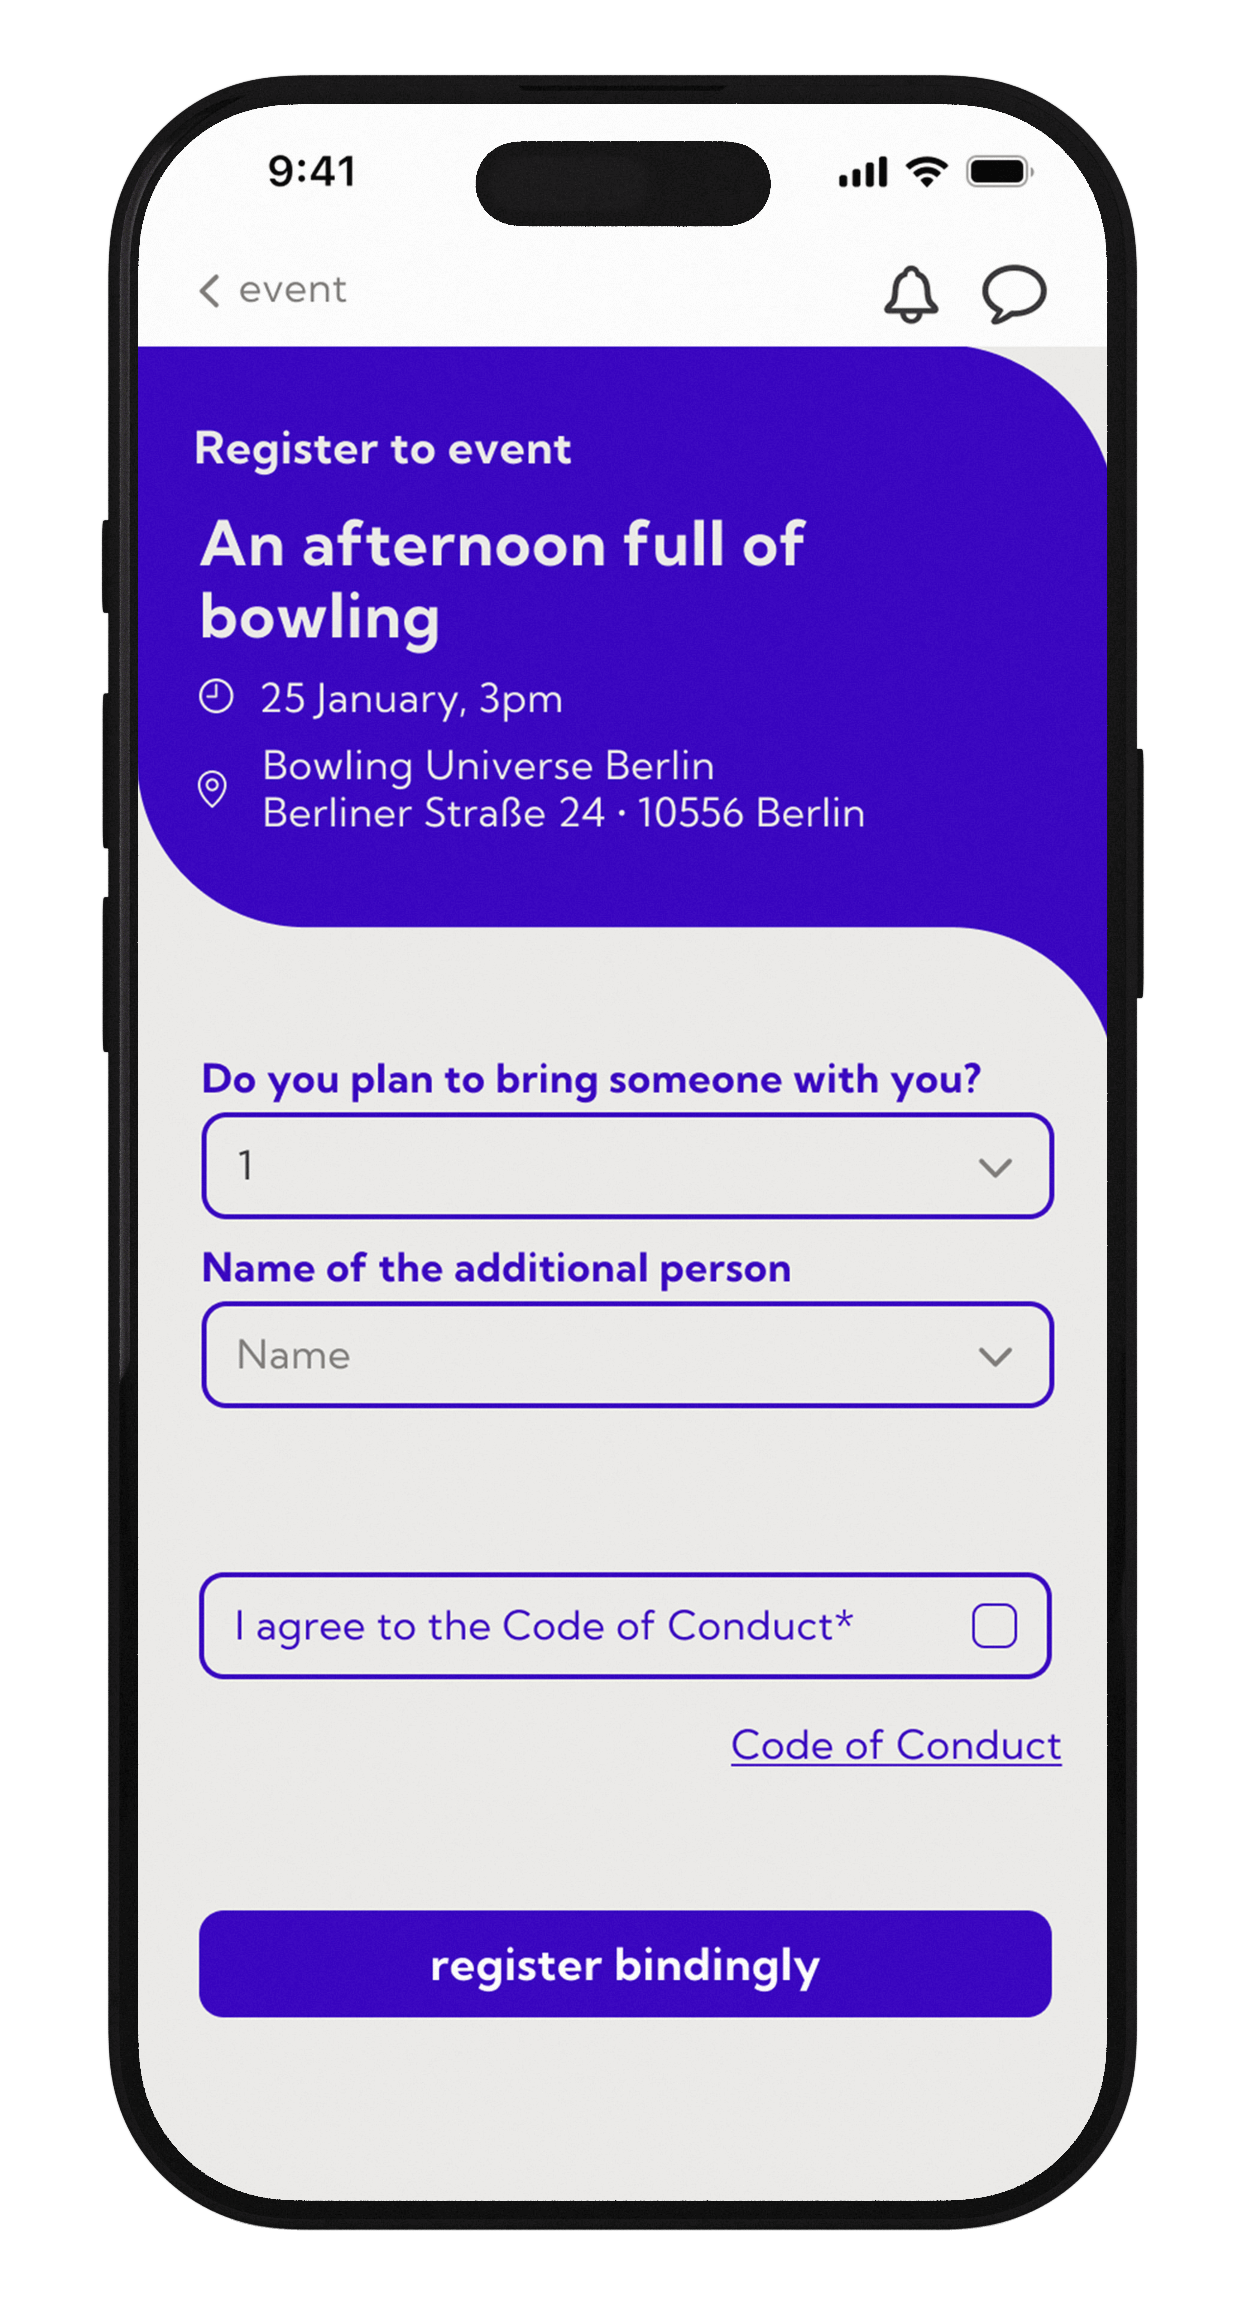 9:41
event
Register to event
An afternoon full of
bowling
25 January, 3pm
Bowling Universe Berlin
Berliner Straße 24 • 10556 Berlin
Do you plan to bring someone with you?
1
Name of the additional person
Name
I agree to the Code of Conduct*
Code of Conduct
register bindingly